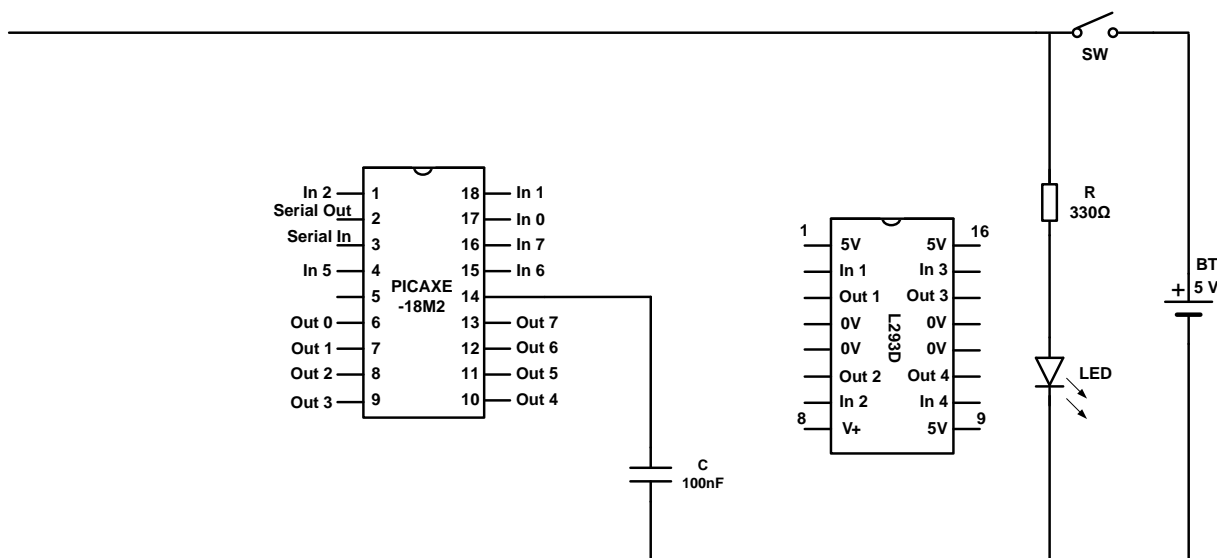 SW
In 2
1
18
In 1
Serial Out
2
17
In 0
Serial In
3
16
In 7
In 5
4
15
In 6
PICAXE
-18M2
5
14
Out 0
6
13
Out 7
Out 1
7
12
Out 6
Out 2
8
11
Out 5
Out 3
9
10
Out 4
C
100nF
1
5V
5V
16
In 1
In 3
Out 1
Out 3
0V
0V
L293D
0V
0V
Out 2
Out 4
In 2
In 4
8
V+
5V
9
R
330Ω
LED
BT
+
5 V